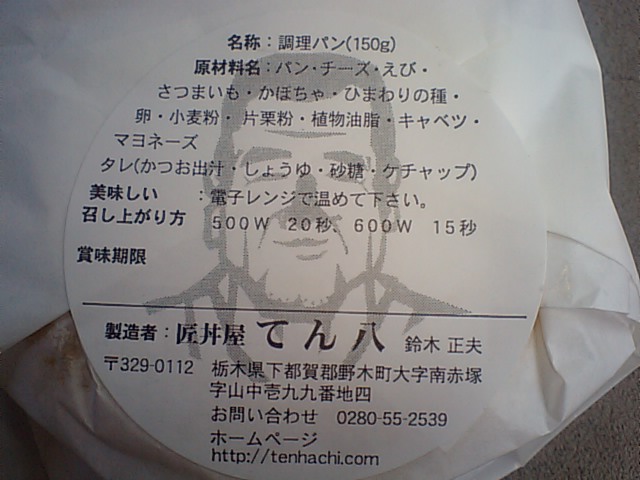 名称：調理パン(150g)
原材料名：パン・チーズ・えび・
さつまいも・かぼちゃ・ひまわりの種・
卵・小麦粉・片栗粉・植物油脂・キャベツ・
マヨネーズ
タレ(かつお出汁・しょうゆ・砂糖・ケチャップ)
美味しい ：電子レンジで温めて下さい。
召し上がり方 500W 20秒、600W 15秒
賞味期限
製造者：匠丼屋 てん八 鈴木 正夫
〒329-0112 栃木県下都賀郡野木町大字南赤塚
字山中壱九九番地四
お問い合わせ 0280-55-2539
ホームページ
http://tenhachi.com